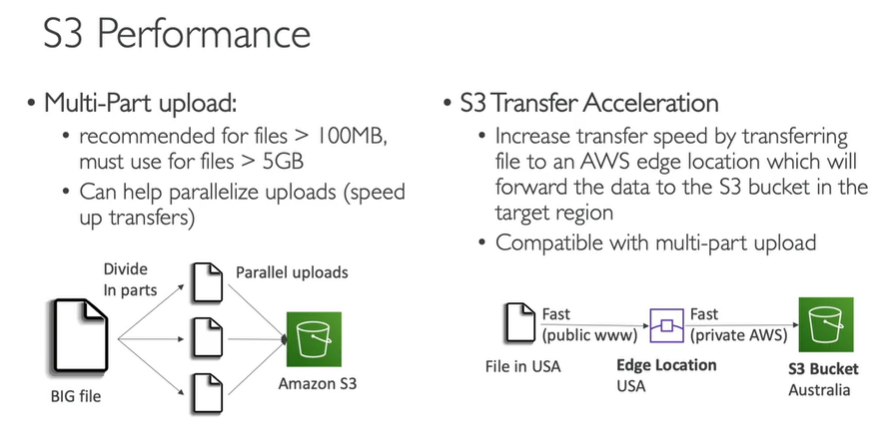 S3 Performance
• Multi-Part upload:
• recommended for files > 100MB,
must use for files > 5GB
• Can help parallelize uploads (speed
up transfers)
Divide
In parts
Parallel uploads
BIG file
Amazon S3
• S3 Transfer Acceleration
• Increase transfer speed by transferring
file to an AWS edge location which will
forward the data to the S3 bucket in the
target region
• Compatible with multi-part upload
Fast
(public www)
Fast
(private AWS)
File in USA
Edge Location
USA
S3 Bucket
Australia